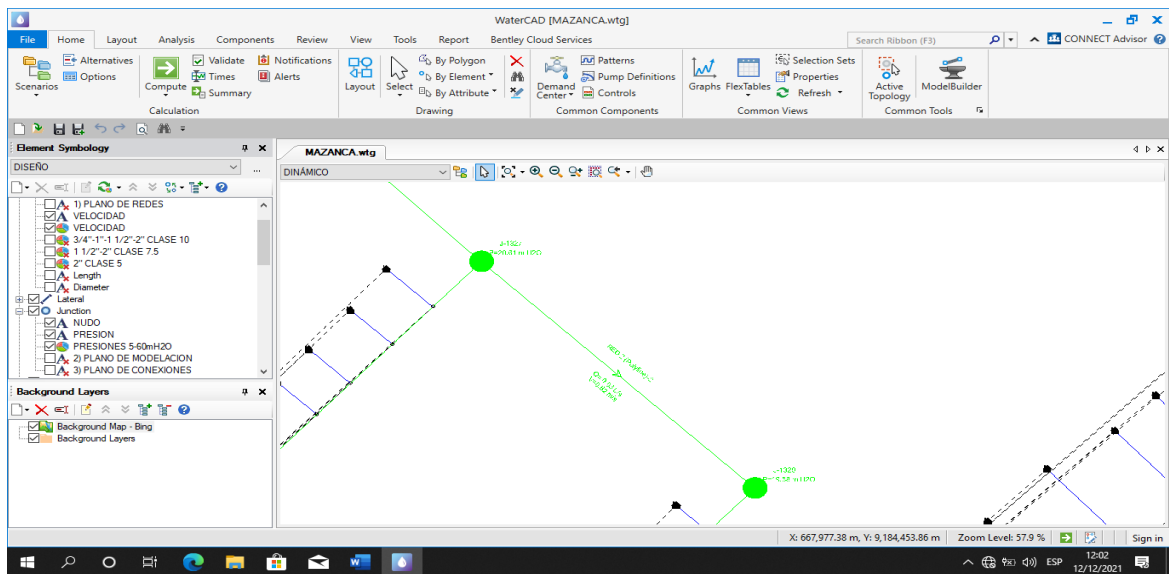 WaterCAD [MAZANCA.wtg]
File Home Layout Analysis Components Review View Tools Report Bentley Cloud Services Search Ribbon (F3) CONNECT Advisor
Scenarios
Alternatives
Options
Compute
Validate
Times
Summary
Notifications
Alerts
Calculation
Layout
Select
By Polygon
By Element
By Attribute
Drawing
Demand Center
Patterns
Pump Definitions
Controls
Common Components
Graphs
FlexTables
Selection Sets
Properties
Refresh
Common Views
Active Topology
ModelBuilder
Common Tools
Element Symbology
DISEÑO
...
1) PLANO DE REDES
VELOCIDAD
VELOCIDAD
3/4"-1"-1 1/2"-2" CLASE 10
1 1/2"-2" CLASE 7.5
2" CLASE 5
Length
Diameter
Lateral
Junction
NUDO
PRESION
PRESIONES 5-60mH2O
2) PLANO DE MODELACION
3) PLANO DE CONEXIONES
Background Layers
Background Map - Bing
Background Layers
MAZANCA.wtg
DINÁMICO
X: 667,977.38 m, Y: 9,184,453.86 m Zoom Level: 57.9 % Sign in
ESP
12:02
12/12/2021